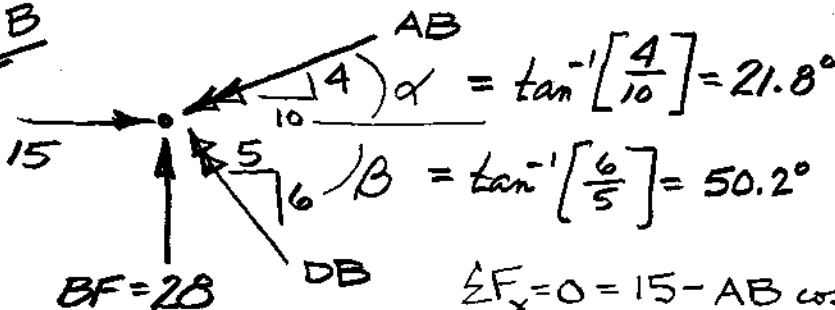 B
AB
4 ) α = tan⁻¹[4/10] = 21.8°
10
15
5
6 ) β = tan⁻¹[6/5] = 50.2°
BF = 28
DB
ΣFₓ = 0 = 15 - AB cos